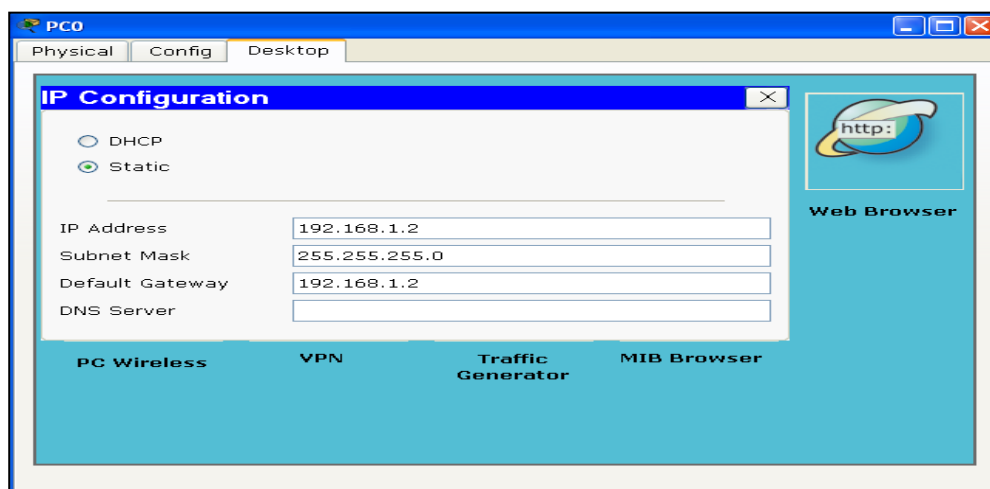 PC0
Physical Config Desktop
IP Configuration
http:
DHCP
Static
Web Browser
IP Address 192.168.1.2
Subnet Mask 255.255.255.0
Default Gateway 192.168.1.2
DNS Server
PC Wireless VPN Traffic Generator MIB Browser